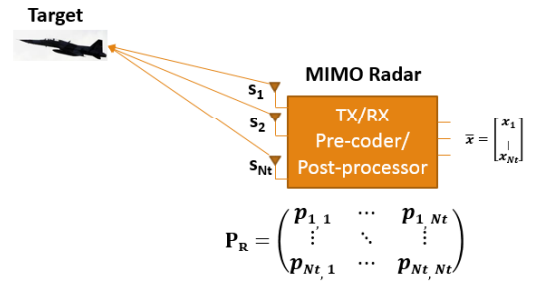 Target
MIMO Radar
s1
s2
sNt
TX/RX
Pre-coder/
Post-processor
x̄ = [x1 | xNt]
PR = (p1,1 ⋯ p1,Nt
⋮ ⋱ ⋮
pNt,1 ⋯ pNt,Nt)